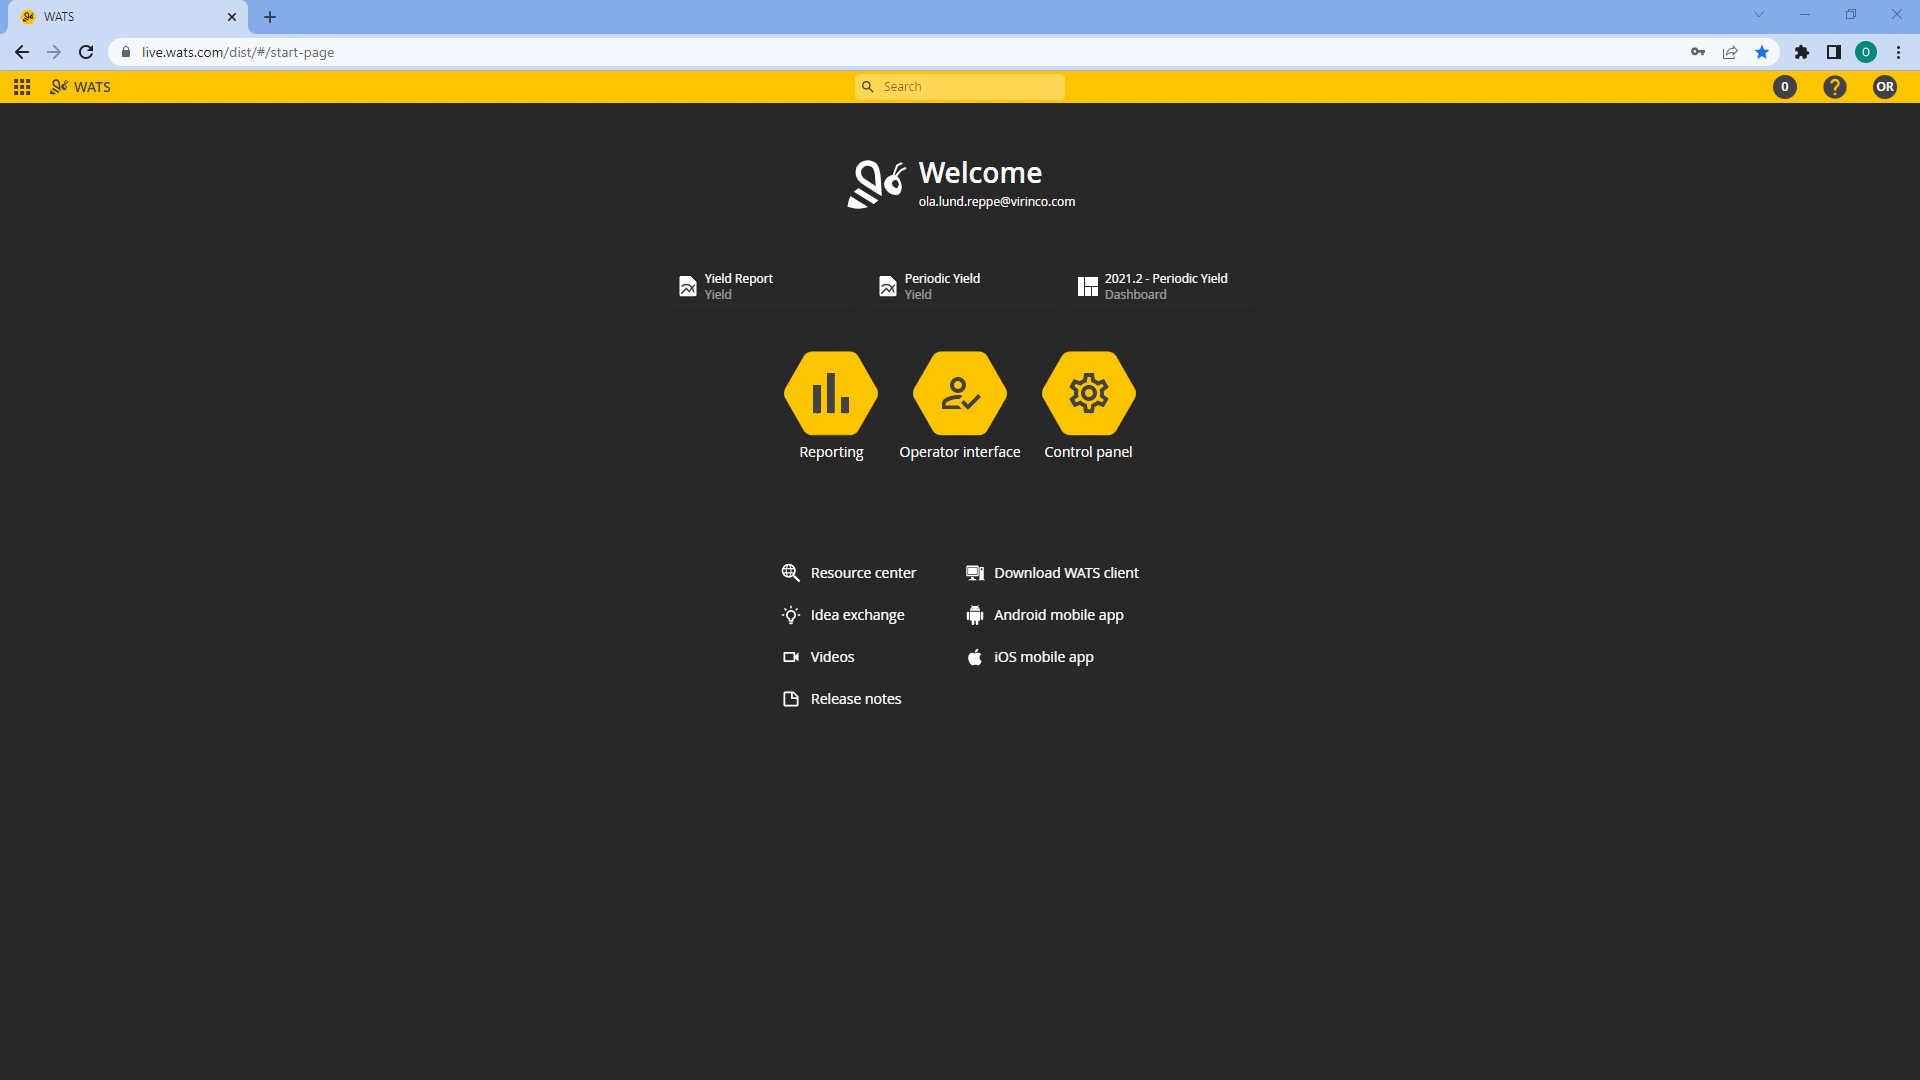 WATS
live.wats.com/dist/#/start-page
O
WATS
Search
0
?
OR
Welcome
ola.lund.reppe@virinco.com
Yield Report
Yield
Periodic Yield
Yield
2021.2 - Periodic Yield
Dashboard
Reporting
Operator interface
Control panel
Resource center
Download WATS client
Idea exchange
Android mobile app
Videos
iOS mobile app
Release notes